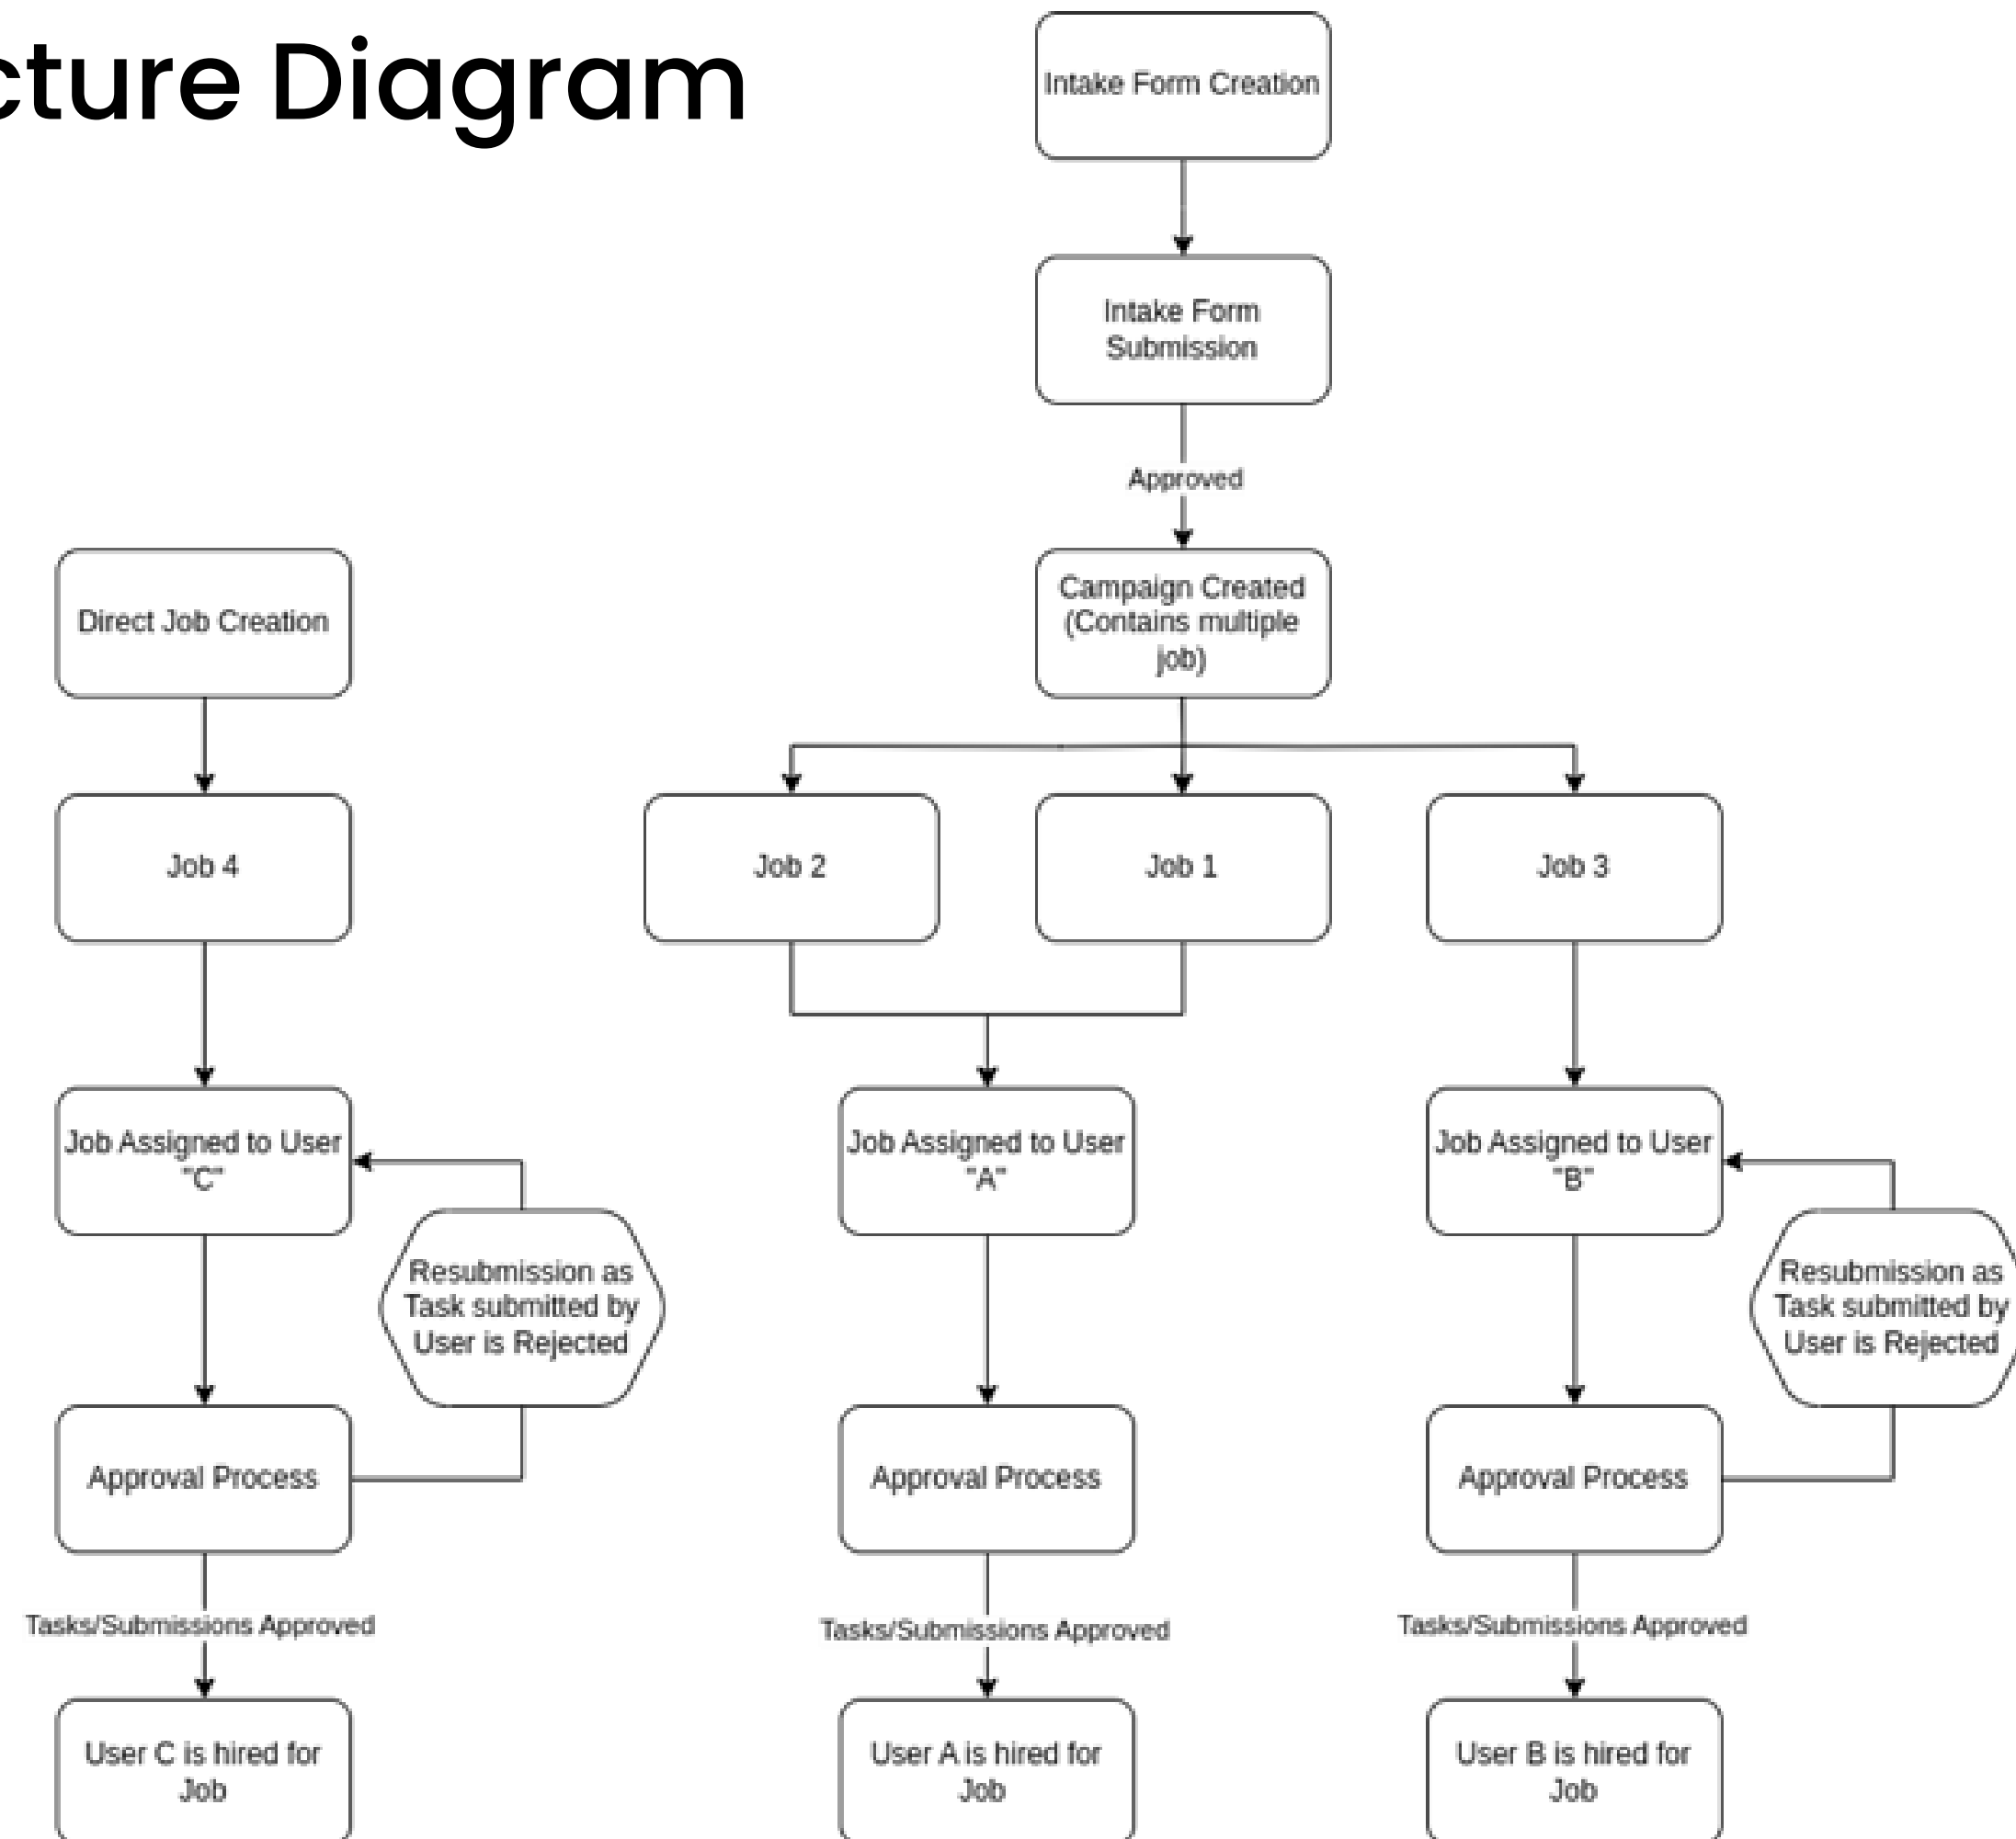 cture Diagram
Intake Form Creation
Intake Form
Submission
Approved
Campaign Created
(Contains multiple
job)
Direct Job Creation
Job 4
Job 2
Job 1
Job 3
Job Assigned to User
"C"
Job Assigned to User
"A"
Job Assigned to User
"B"
Resubmission as
Task submitted by
User is Rejected
Resubmission as
Task submitted by
User is Rejected
Approval Process
Approval Process
Approval Process
Tasks/Submissions Approved
Tasks/Submissions Approved
Tasks/Submissions Approved
User C is hired for
Job
User A is hired for
Job
User B is hired for
Job